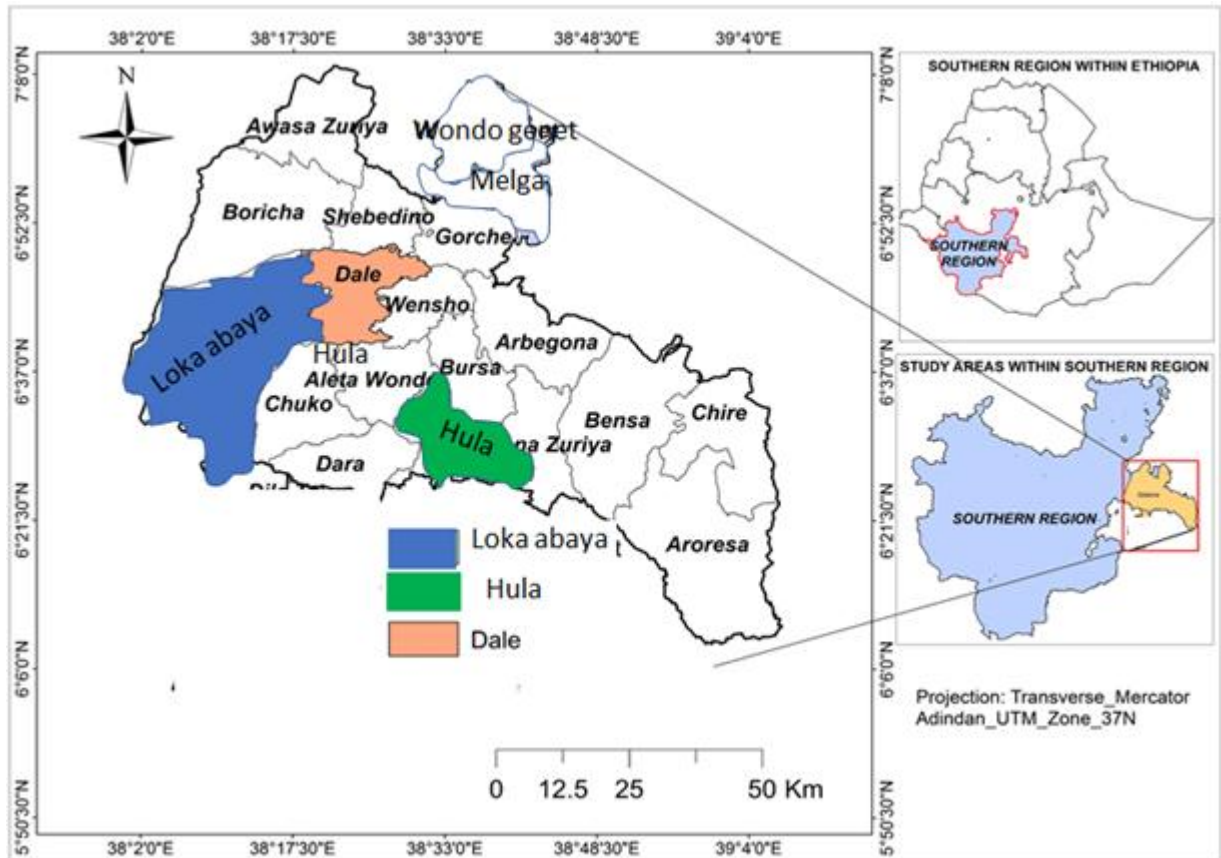 38°2'0"E 38°17'30"E 38°33'0"E 38°48'30"E 39°4'0"E
7°8'0"N
6°52'30"N
6°37'0"N
6°21'30"N
6°6'0"N
5°50'30"N
N
Awasa Zuriya
Wondo
Melga
Boricha
Shebedino
Gorche
Dale
Wensho
Loka abaya
Hula
Arbegona
Aleta Wondo
Bursa
Chuko
Bensa
Chire
Hula
na Zuriya
Dara
Aroresa
Loka abaya
Hula
Dale
0 12.5 25 50 Km
38°2'0"E 38°17'30"E 38°33'0"E 38°48'30"E 39°4'0"E
SOUTHERN REGION WITHIN ETHIOPIA
SOUTHERN
REGION
STUDY AREAS WITHIN SOUTHERN REGION
SOUTHERN REGION
Projection: Transverse_Mercator
Adindan_UTM_Zone_37N
7°8'0"N
6°52'30"N
6°37'0"N
6°21'30"N
6°6'0"N
5°50'30"N